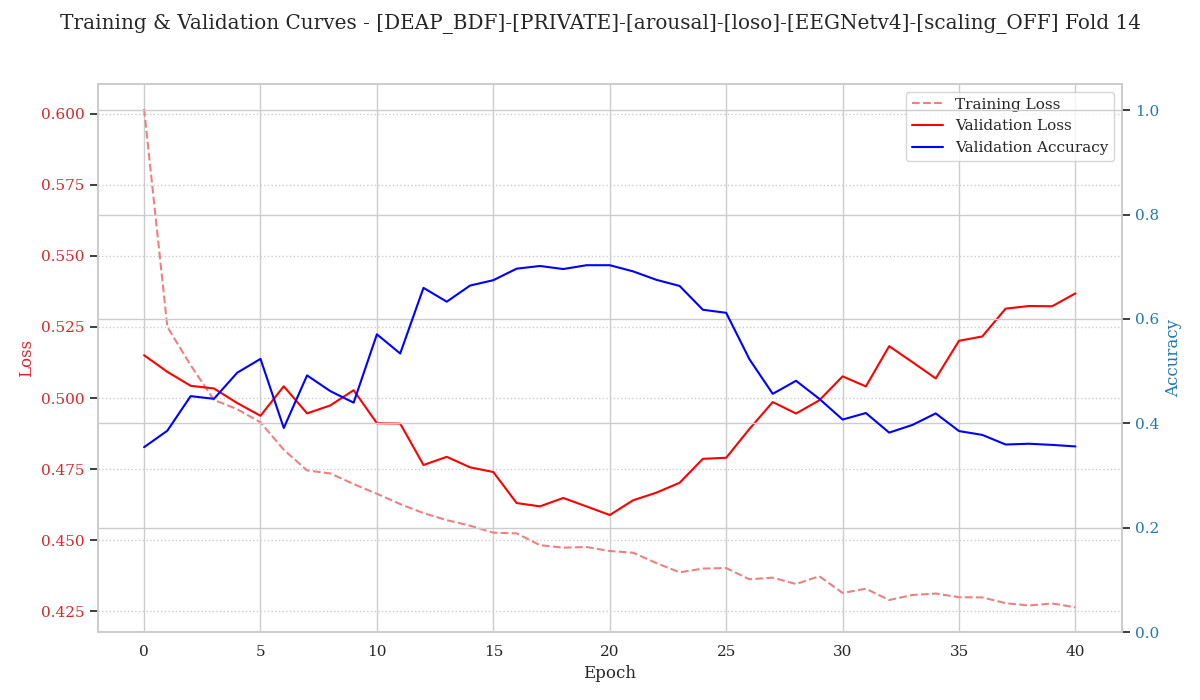 Training & Validation Curves - [DEAP_BDF]-[PRIVATE]-[arousal]-[loso]-[EEGNetv4]-[scaling_OFF] Fold 14
Training Loss
Validation Loss
Validation Accuracy
0.600
0.575
0.550
0.525
0.500
0.475
0.450
0.425
Loss
1.0
0.8
0.6
0.4
0.2
0.0
Accuracy
0 5 10 15 20 25 30 35 40
Epoch